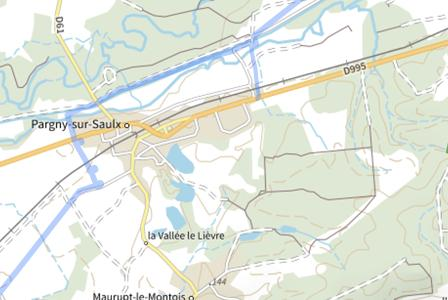 D61
D995
Pargny-sur-Saulx
la Vallée le Lièvre
144
Maurupt-le-Montois